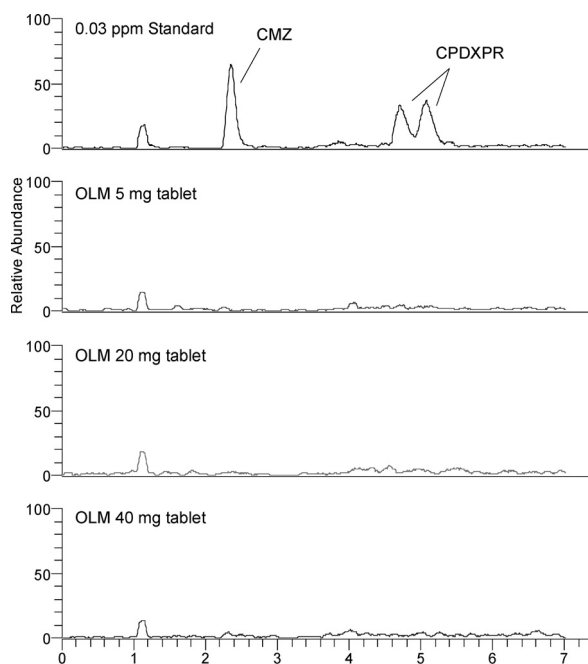 0.03 ppm Standard
CMZ
CPDXPR
100
50
0
OLM 5 mg tablet
100
50
0
OLM 20 mg tablet
100
50
0
OLM 40 mg tablet
100
50
0
Relative Abundance
0 1 2 3 4 5 6 7